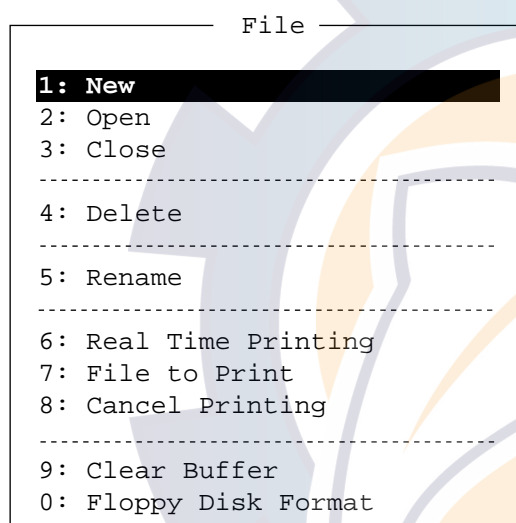 File
1: New
2: Open
3: Close
4: Delete
5: Rename
6: Real Time Printing
7: File to Print
8: Cancel Printing
9: Clear Buffer
0: Floppy Disk Format